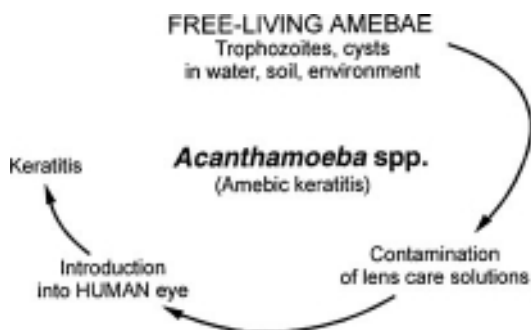 FREE-LIVING AMEBAE
Trophozoites, cysts
in water, soil, environment
Acanthamoeba spp.
(Amebic keratitis)
Keratitis
Contamination
of lens care solutions
Introduction
into HUMAN eye